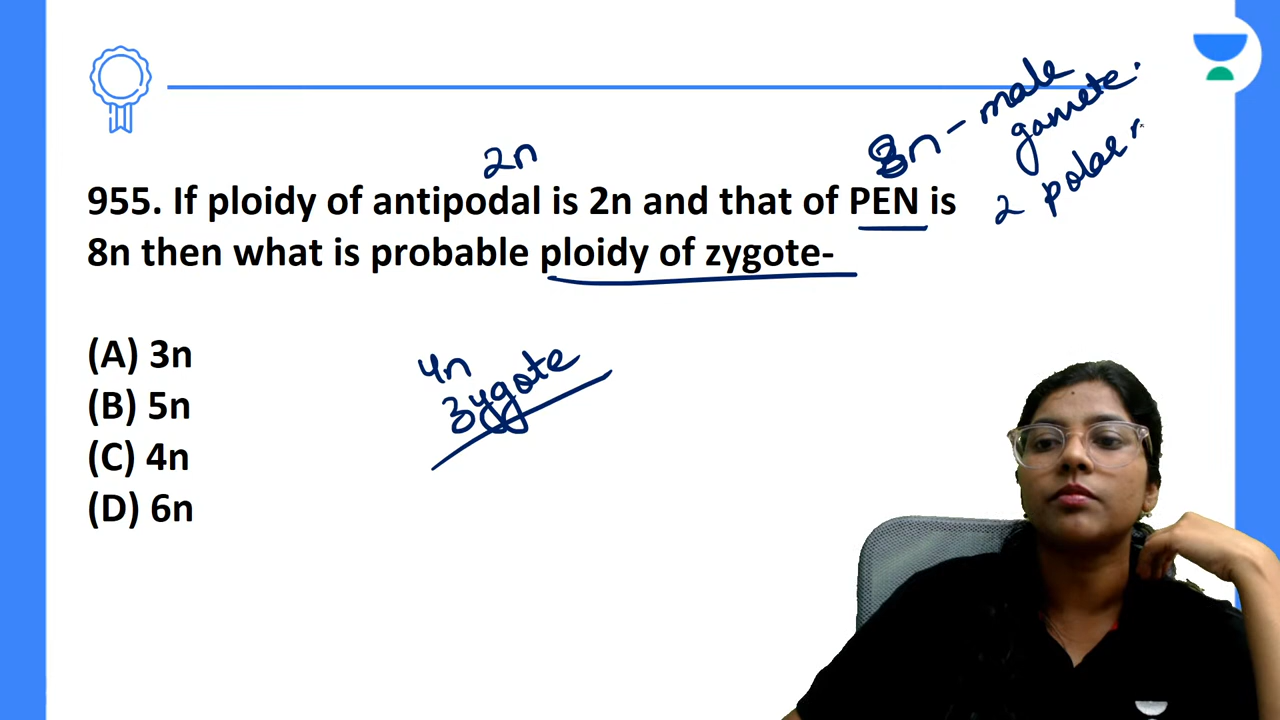 2n
8n - male
gamete.
2 polar n
955. If ploidy of antipodal is 2n and that of PEN is
8n then what is probable ploidy of zygote-
(A) 3n
(B) 5n
(C) 4n
(D) 6n
4n
zygote